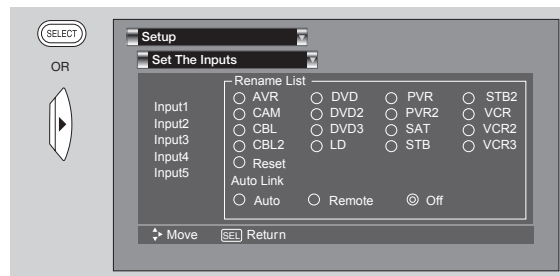 SELECT
OR
Setup
Set The Inputs
Input1
Input2
Input3
Input4
Input5
Rename List
AVR DVD PVR STB2
CAM DVD2 PVR2 VCR
CBL DVD3 SAT VCR2
CBL2 LD STB VCR3
Reset
Auto Link
Auto Remote Off
Move SEL Return